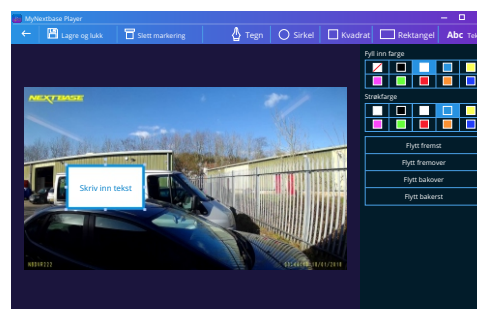 MyNextbase Player
Lagre og lukk
Slett markering
Tegn
Sirkel
Kvadrat
Rektangel
Abc
Fyll inn farge
Strøkfarge
Flytt fremst
Flytt fremover
Flytt bakover
Flytt bakerst
NEXTBASE
Skriv inn tekst